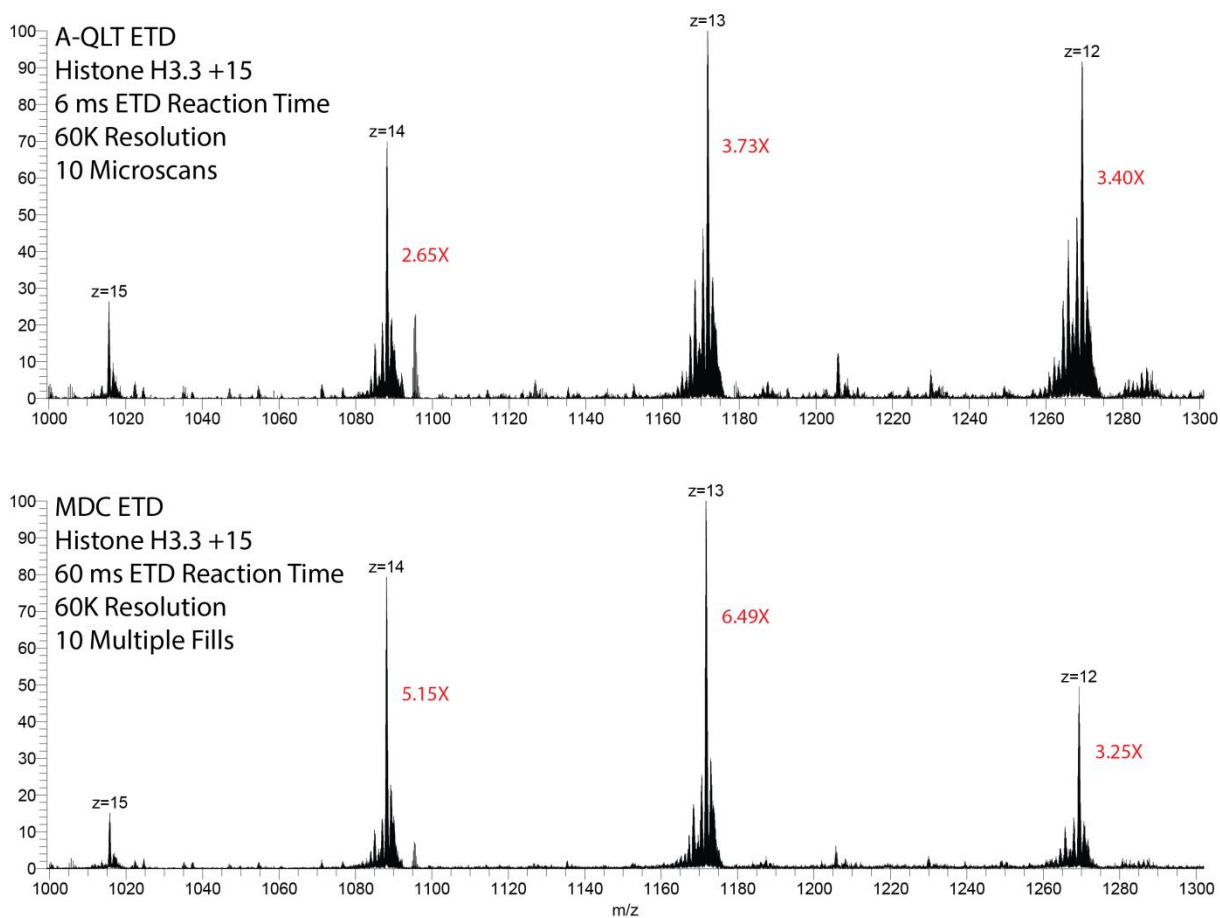 A-QLT ETD
Histone H3.3 +15
6 ms ETD Reaction Time
60K Resolution
10 Microscans
100
90
80
70
60
50
40
30
20
10
0
z=15
z=14
2.65X
z=13
3.73X
z=12
3.40X
1000 1020 1040 1060 1080 1100 1120 1140 1160 1180 1200 1220 1240 1260 1280 1300
MDC ETD
Histone H3.3 +15
60 ms ETD Reaction Time
60K Resolution
10 Multiple Fills
100
90
80
70
60
50
40
30
20
10
0
z=15
z=14
5.15X
z=13
6.49X
z=12
3.25X
1000 1020 1040 1060 1080 1100 1120 1140 1160 1180 1200 1220 1240 1260 1280 1300
m/z